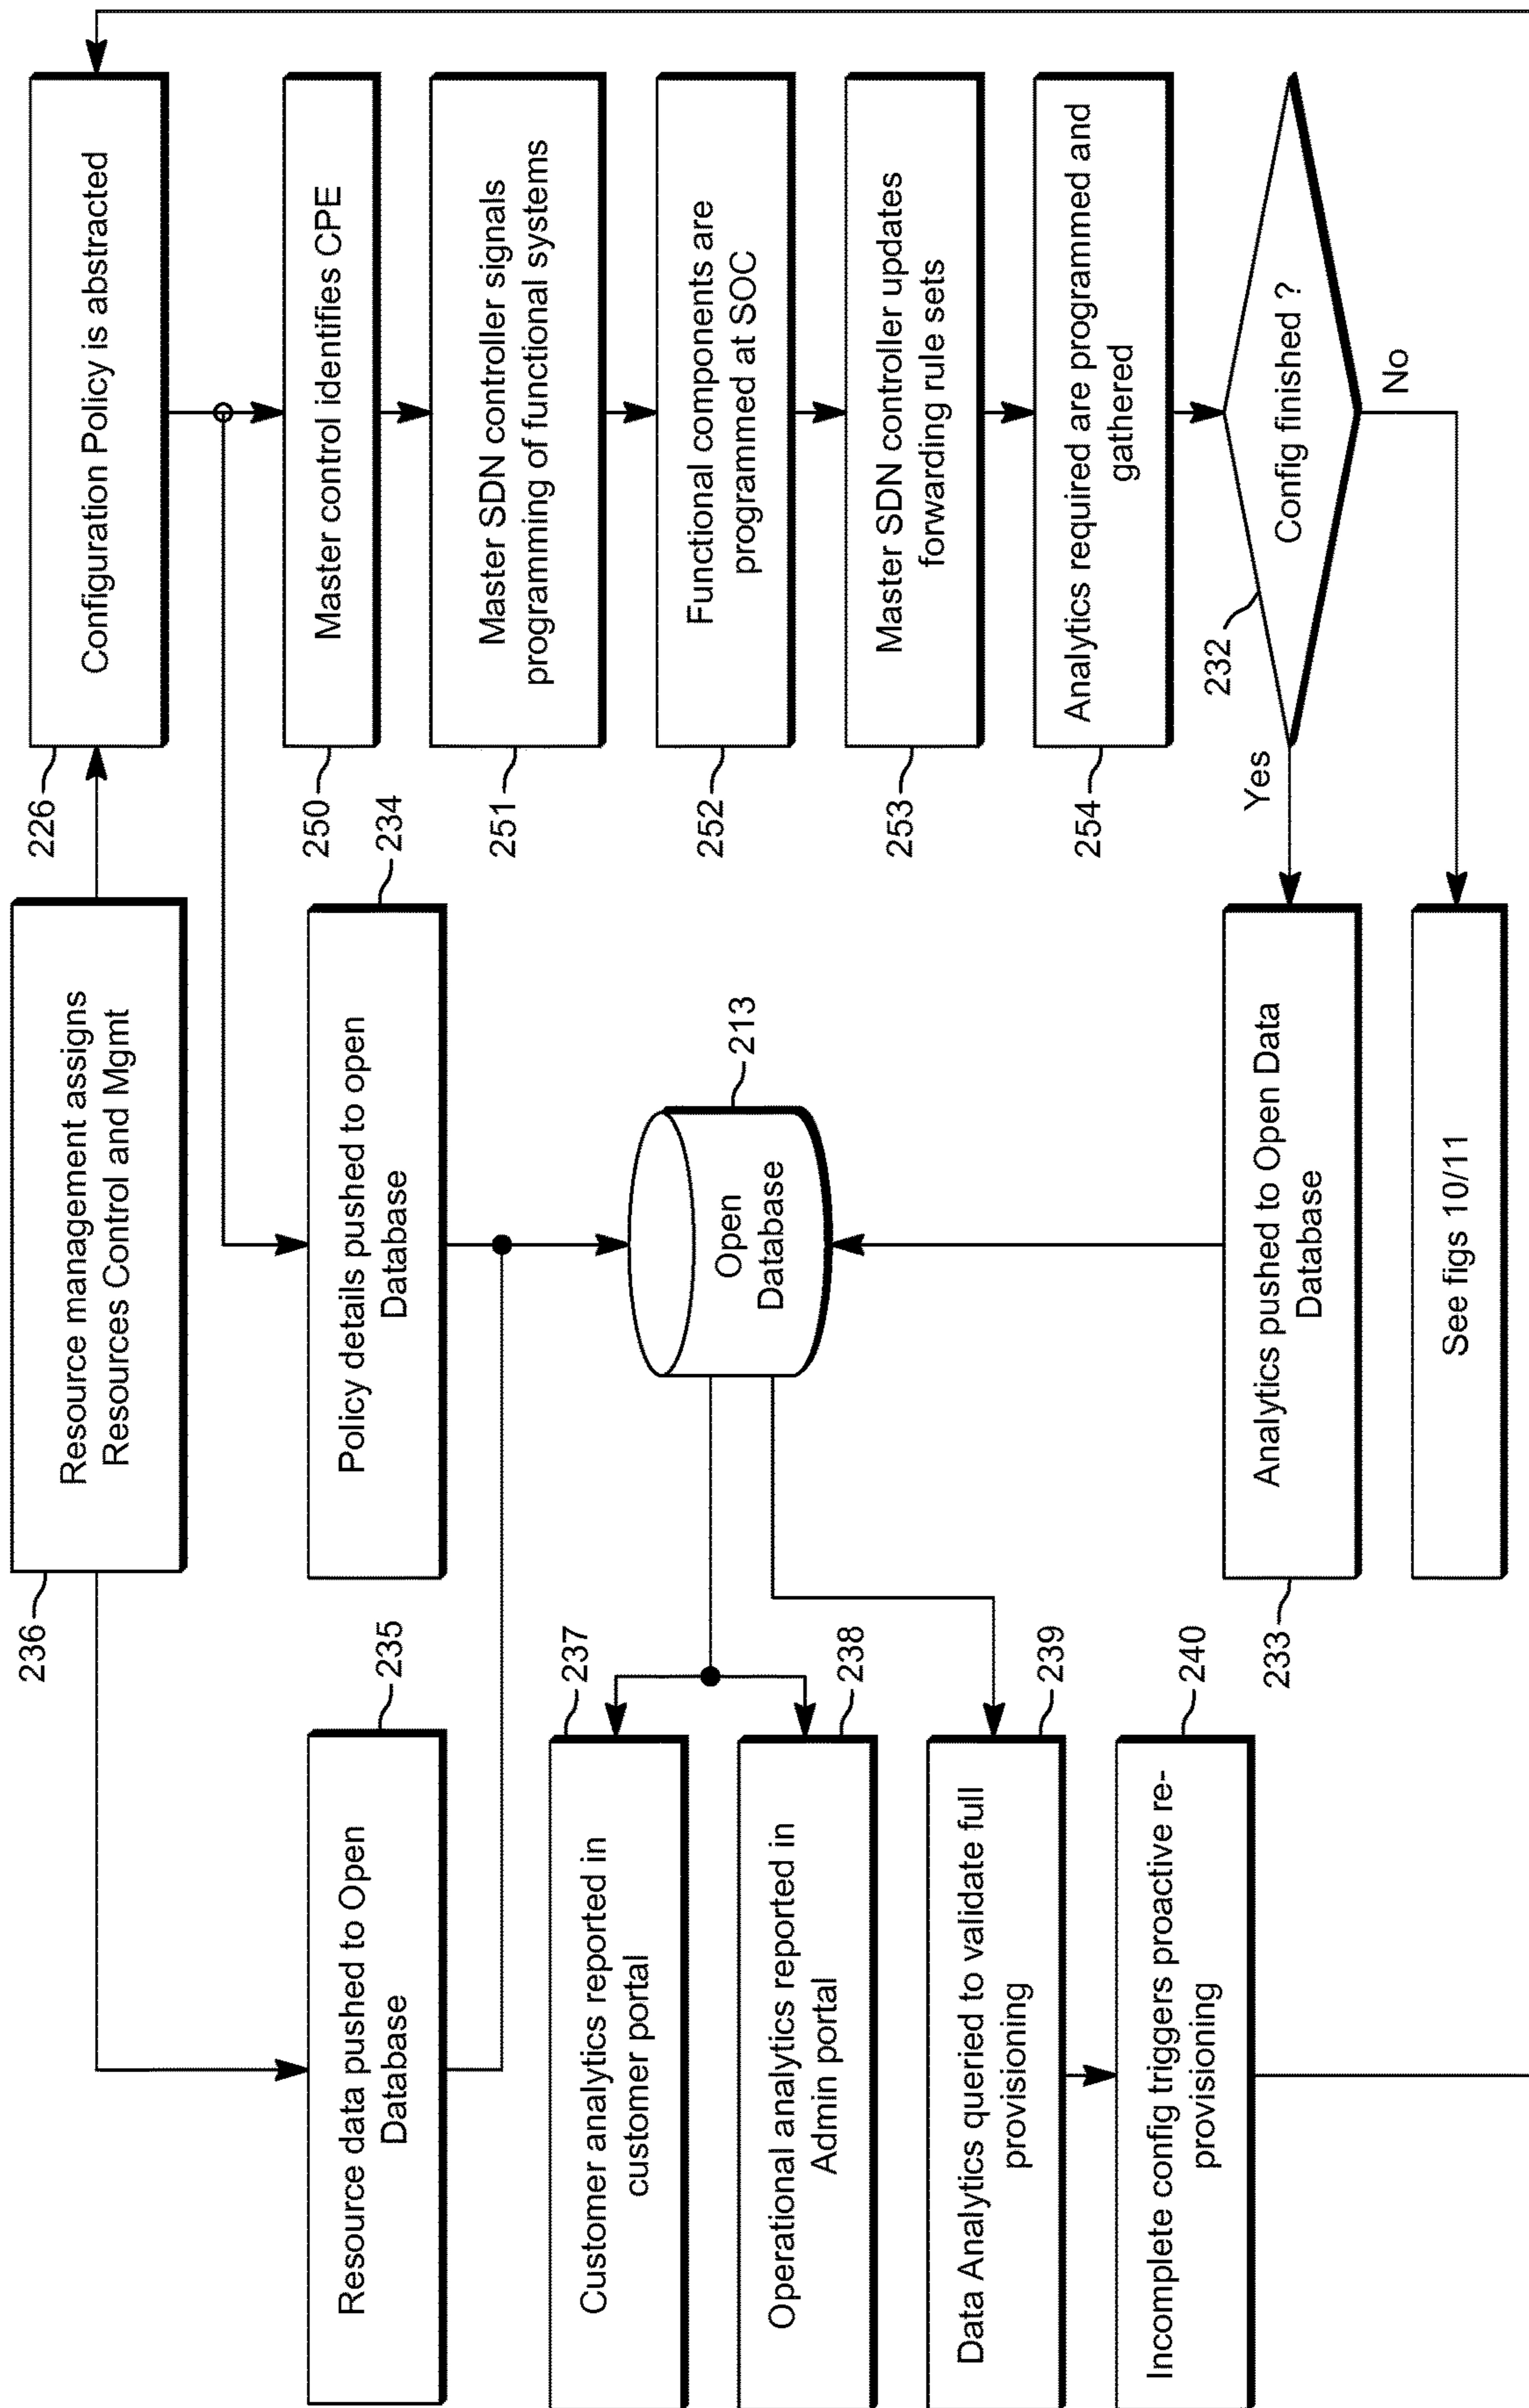 236
Resource management assigns
Resources Control and Mgmt
226
Configuration Policy is abstracted
235
Resource data pushed to Open
Database
234
Policy details pushed to open
Database
250
Master control identifies CPE
251
Master SDN controller signals
programming of functional systems
237
Customer analytics reported in
customer portal
213
Open
Database
252
Functional components are
programmed at SOC
238
Operational analytics reported in
Admin portal
253
Master SDN controller updates
forwarding rule sets
239
Data Analytics queried to validate full
provisioning
254
Analytics required are programmed and
gathered
240
Incomplete config triggers proactive re-
provisioning
233
Analytics pushed to Open Data
Database
Yes
232
Config finished ?
No
See figs 10/11